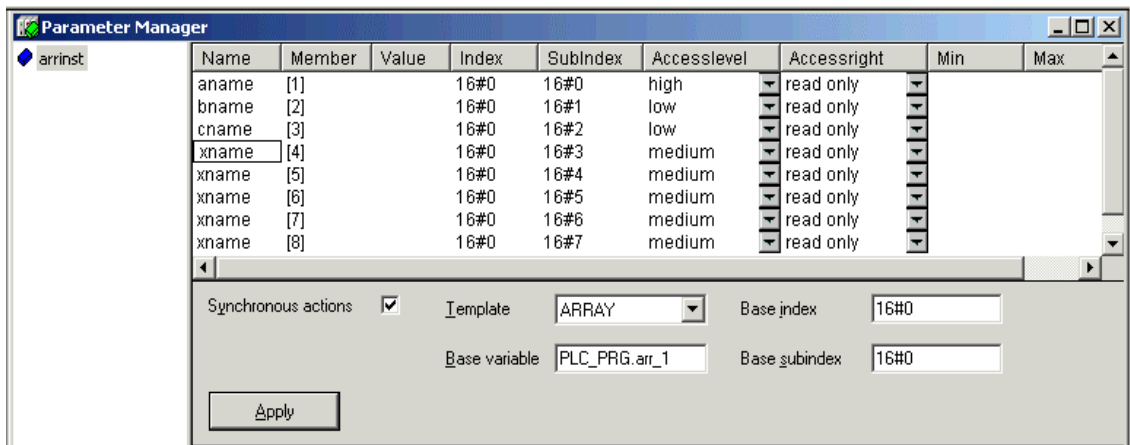 Parameter Manager
arrinst
Name Member Value Index SubIndex Accesslevel Accessright Min Max
aname [1] 16#0 16#0 high read only
bname [2] 16#0 16#1 low read only
cname [3] 16#0 16#2 low read only
xname [4] 16#0 16#3 medium read only
xname [5] 16#0 16#4 medium read only
xname [6] 16#0 16#5 medium read only
xname [7] 16#0 16#6 medium read only
xname [8] 16#0 16#7 medium read only
Synchronous actions Template ARRAY Base index 16#0
Base variable PLC_PRG.arr_1 Base subindex 16#0
Apply